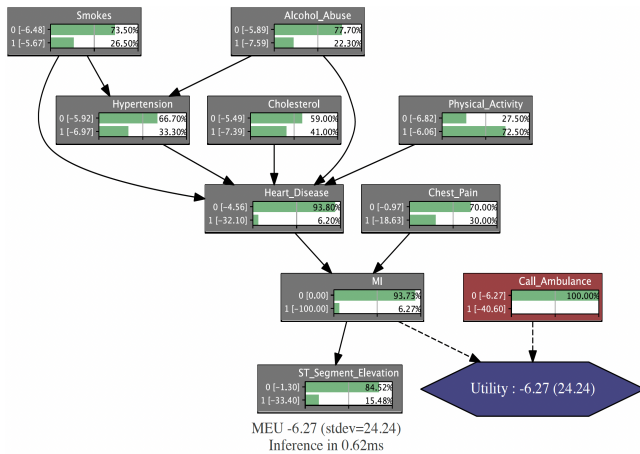 Smokes
0 [-6.48] 73.50%
1 [-5.67] 26.50%
Alcohol_Abuse
0 [-5.89] 77.70%
1 [-7.59] 22.30%
Hypertension
0 [-5.92] 66.70%
1 [-6.97] 33.30%
Cholesterol
0 [-5.49] 59.00%
1 [-7.39] 41.00%
Physical_Activity
0 [-6.82] 27.50%
1 [-6.06] 72.50%
Heart_Disease
0 [-4.56] 93.80%
1 [-32.10] 6.20%
Chest_Pain
0 [-0.97] 70.00%
1 [-18.63] 30.00%
MI
0 [0.00] 93.73%
1 [-100.00] 6.27%
Call_Ambulance
0 [-6.27] 100.00%
1 [-40.60]
ST_Segment_Elevation
0 [-1.30] 84.52%
1 [-33.40] 15.48%
Utility : -6.27 (24.24)
MEU -6.27 (stdev=24.24)
Inference in 0.62ms